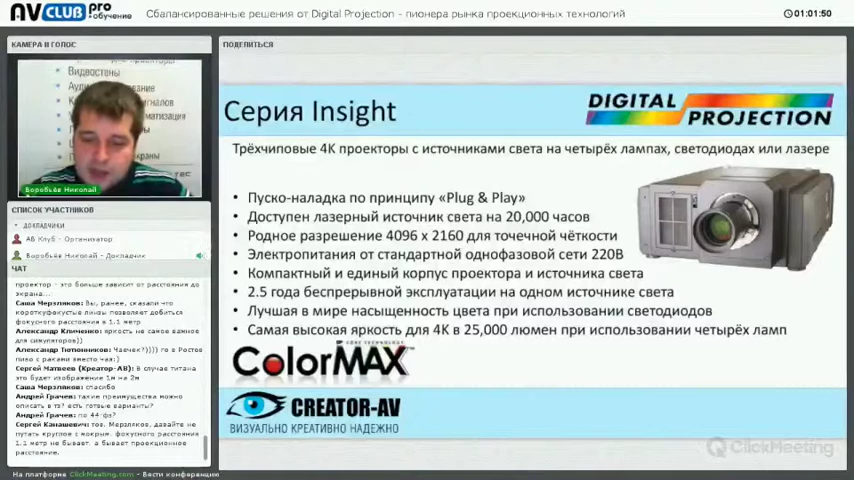 AV CLUB pro обучение
Сбалансированные решения от Digital Projection - пионера рынка проекционных технологий
01:01:50
КАМЕРА И ГОЛОС
ПОДЕЛИТЬСЯ
Видеостены
Воробьёв Николай
СПИСОК УЧАСТНИКОВ
ДОКЛАДЧИКИ
АВ Клуб - Организатор
Воробьёв Николай - Докладчик
ЧАТ
проектор - это больше зависит от расстояния до
экрана...
Саша Черзляков: Вы, ранее, сказали что
короткофокусные линзы позволяет добиться
фокусного расстояния в 1.1 метр
Александр Клименко: яркость не самое важное
для симуляторов))
Александр Тютюнников: Чавчек?)))) го в Ростов
пиво с раками вместо чая:)
Сергей Матвеев (Креатор-АВ): В случае титана
это будет изображение 1м на 2м
Саша Черзляков: спасибо
Андрей Грачев: такие преимущества можно
описать в тз? есть готвые варианты?
Андрей Грачев: по 44-фз?
Сергей Канашевич: тов. Мерзляков, давайте не
путать круглое с мокрым. фокусного расстояния
1.1 метр не бывает. а бывает проекционное
расстояние.
Серия Insight
DIGITAL PROJECTION
Трёхчиповые 4К проекторы с источниками света на четырёх лампах, светодиодах или лазере
• Пуско-наладка по принципу «Plug & Play»
• Доступен лазерный источник света на 20,000 часов
• Родное разрешение 4096 x 2160 для точечной чёткости
• Электропитания от стандартной однофазовой сети 220В
• Компактный и единый корпус проектора и источника света
• 2.5 года беспрерывной эксплуатации на одном источнике света
• Лучшая в мире насыщенность цвета при использовании светодиодов
• Самая высокая яркость для 4К в 25,000 люмен при использовании четырёх ламп
ColorMAX
CREATOR-AV
ВИЗУАЛЬНО КРЕАТИВНО НАДЕЖНО
ClickMeeting
На платформе ClickMeeting.com - Вести конференция